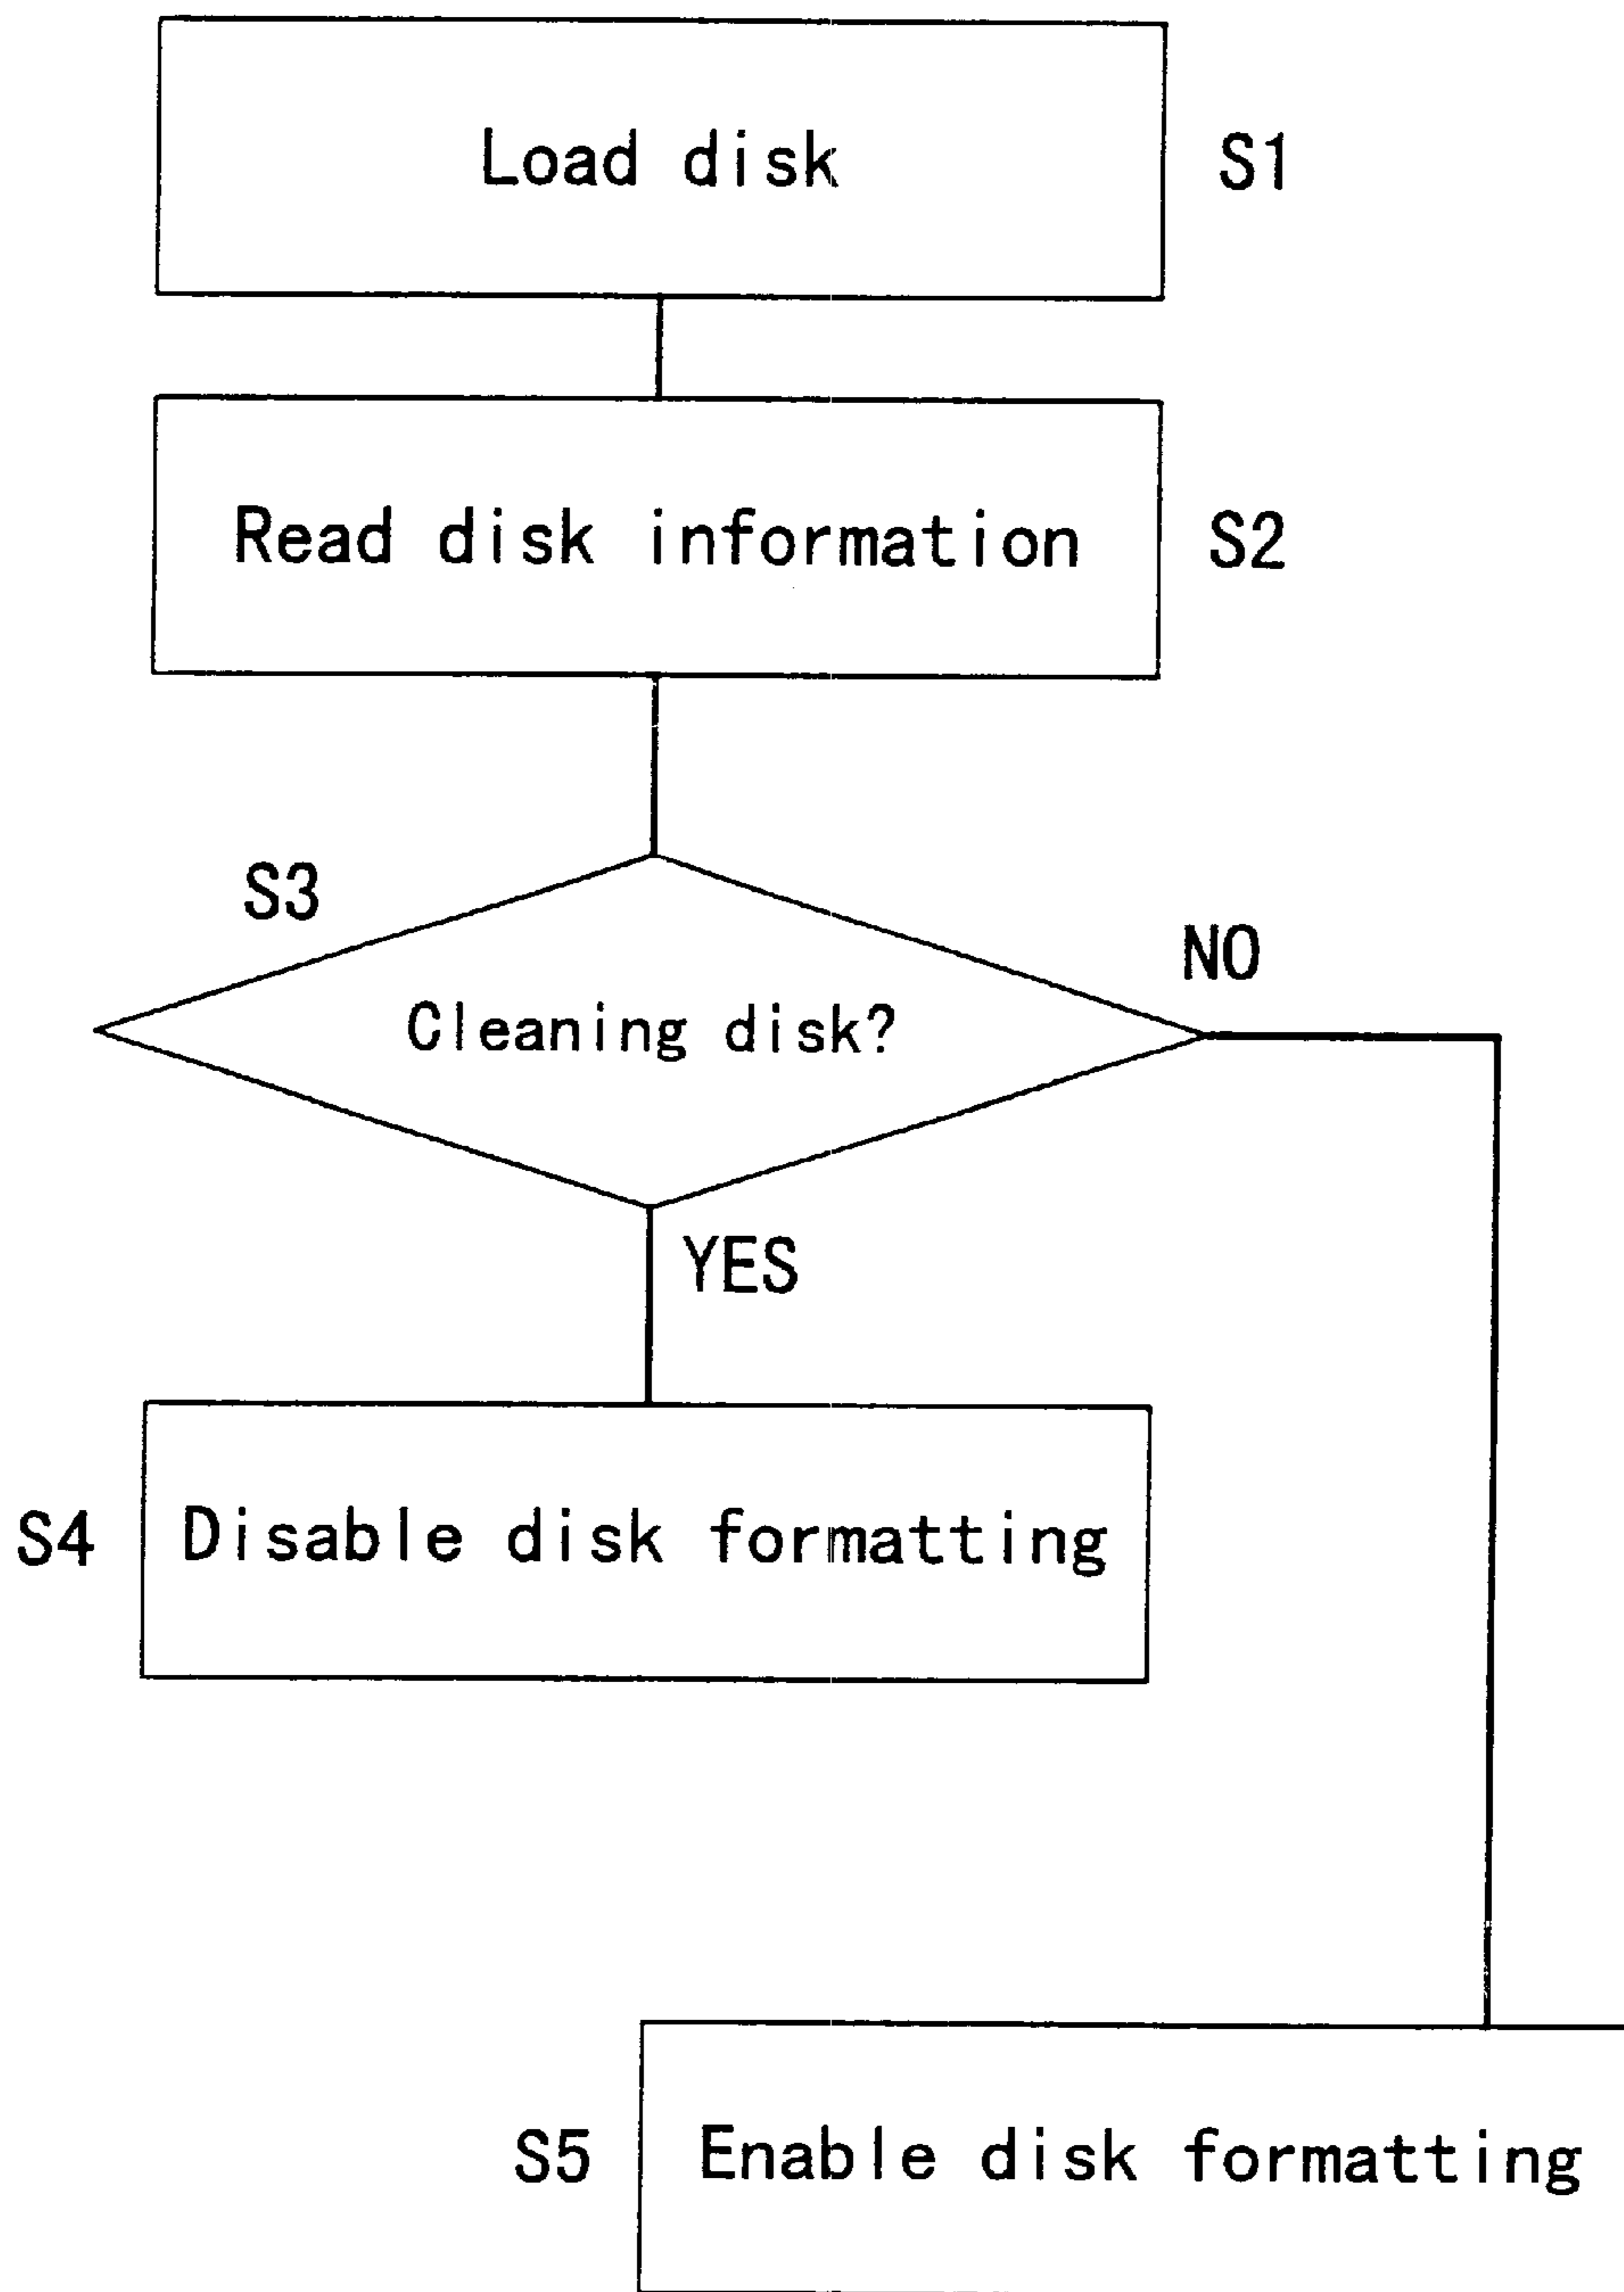 Load disk
S1
Read disk information
S2
S3
NO
Cleaning disk?
YES
S4
Disable disk formatting
S5
Enable disk formatting